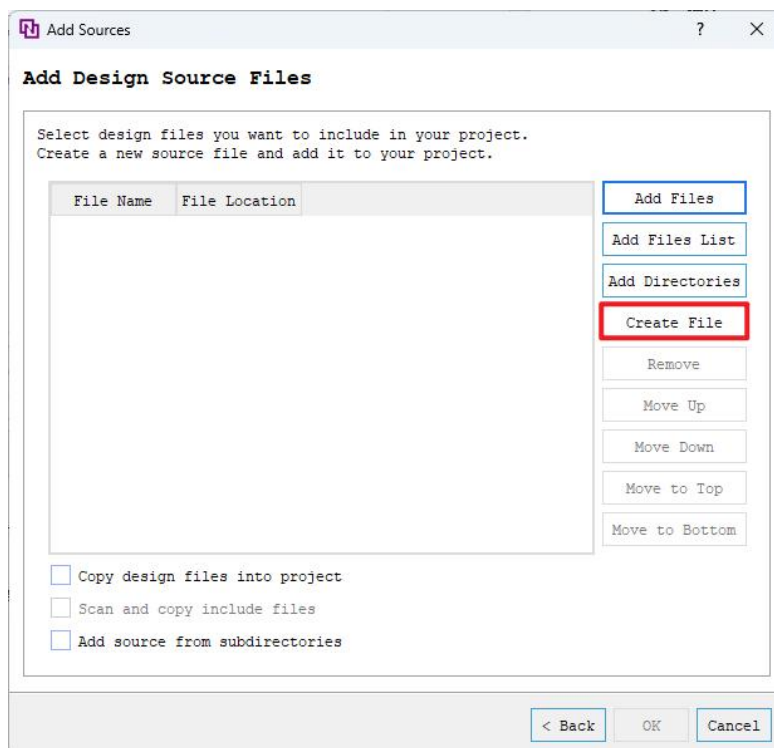 Add Sources
?
Add Design Source Files
Select design files you want to include in your project.
Create a new source file and add it to your project.
File Name
File Location
Add Files
Add Files List
Add Directories
Create File
Remove
Move Up
Move Down
Move to Top
Move to Bottom
Copy design files into project
Scan and copy include files
Add source from subdirectories
< Back
OK
Cancel